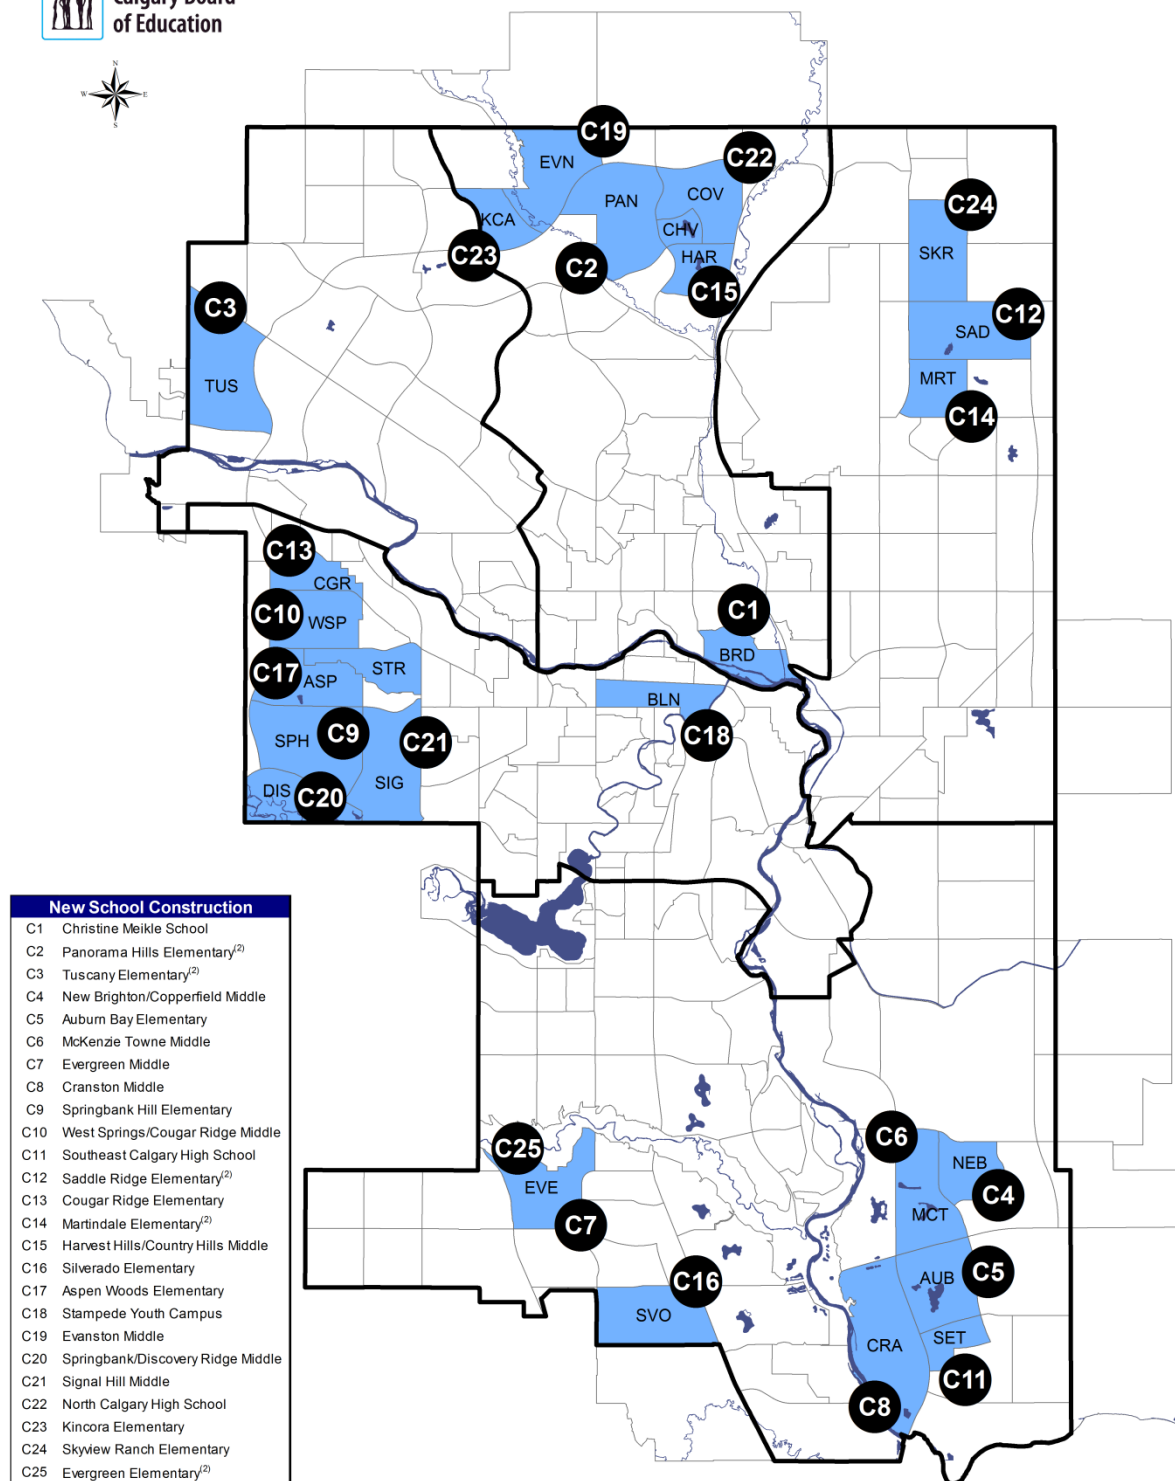 Calgary Board
of Education
N
W E
S
C19
C22
EVN
COV
PAN
C24
KCA
CHV
SKR
HAR
C23
C2
C15
C3
C12
SAD
TUS
MRT
C14
C13
CGR
C10
WSP
C1
BRD
STR
C17
ASP
BLN
C18
SPH
C9
C21
SIG
DIS
C20
New School Construction
C1 Christine Meikle School
C2 Panorama Hills Elementary(2)
C3 Tuscany Elementary(2)
C4 New Brighton/Copperfield Middle
C5 Auburn Bay Elementary
C6 McKenzie Towne Middle
C7 Evergreen Middle
C8 Cranston Middle
C9 Springbank Hill Elementary
C10 West Springs/Cougar Ridge Middle
C11 Southeast Calgary High School
C12 Saddle Ridge Elementary(2)
C13 Cougar Ridge Elementary
C14 Martindale Elementary(2)
C15 Harvest Hills/Country Hills Middle
C16 Silverado Elementary
C17 Aspen Woods Elementary
C18 Stampede Youth Campus
C19 Evanston Middle
C20 Springbank/Discovery Ridge Middle
C21 Signal Hill Middle
C22 North Calgary High School
C23 Kincora Elementary
C24 Skyview Ranch Elementary
C25 Evergreen Elementary(2)
C6
C25
NEB
EVE
C4
MCT
C7
C5
AUB
C16
SVO
SET
CRA
C11
C8